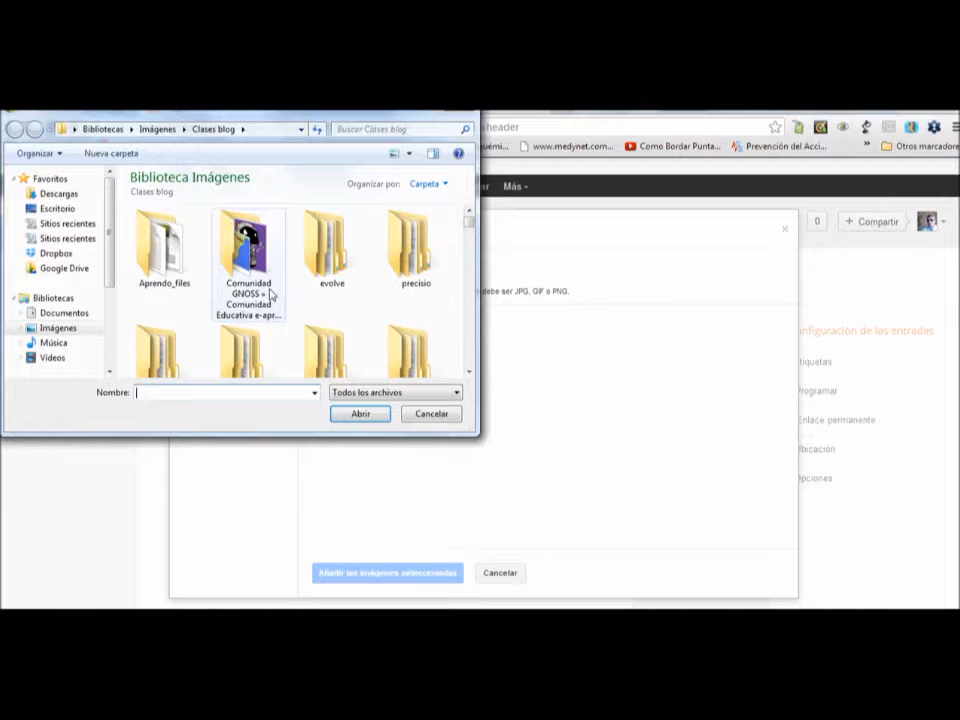 Bibliotecas ▸ Imágenes ▸ Clases blog
Buscar Clases blog
header
www.medynet.com...
Como Bordar Punta...
Prevención del Acci...
»
Otros marcadores
Organizar
Nueva carpeta
Favoritos
Descargas
Escritorio
Sitios recientes
Sitios recientes
Dropbox
Google Drive
Bibliotecas
Documentos
Imágenes
Música
Vídeos
Biblioteca Imágenes
Clases blog
Organizar por: Carpeta
Aprendo_files
Comunidad
GNOSS »
Comunidad
Educativa e-apr...
evolve
precisio
Nombre:
Todos los archivos
Abrir
Cancelar
Más
0
+ Compartir
debe ser JPG, GIF o PNG.
nfiguración de las entradas
tiquetas
rogramar
nlace permanente
bicación
pciones
Añadir las imágenes seleccionadas
Cancelar